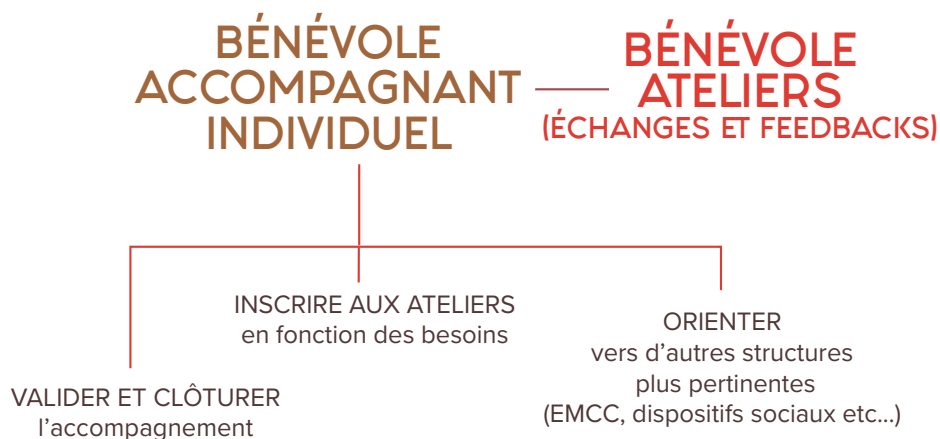 BÉNÉVOLE
ACCOMPAGNANT
INDIVIDUEL
BÉNÉVOLE
ATELIERS
(ÉCHANGES ET FEEDBACKS)
VALIDER ET CLÔTURER
l’accompagnement
INSCRIRE AUX ATELIERS
en fonction des besoins
ORIENTER
vers d’autres structures
plus pertinentes
(EMCC, dispositifs sociaux etc...)